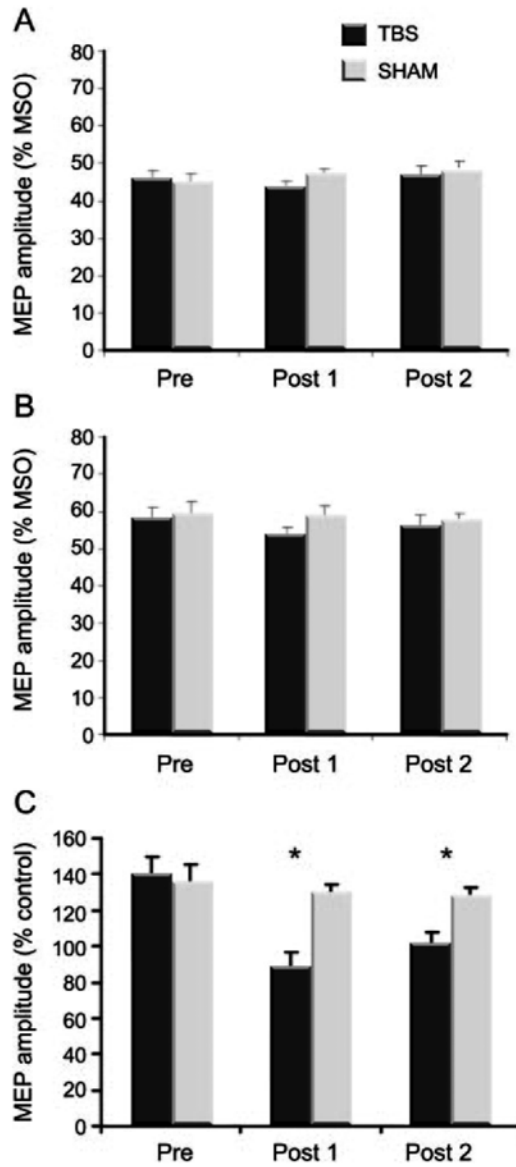 A
TBS
SHAM
MEP amplitude (% MSO)
80
70
60
50
40
30
20
10
0
Pre Post 1 Post 2
B
MEP amplitude (% MSO)
80
70
60
50
40
30
20
10
0
Pre Post 1 Post 2
C
MEP amplitude (% control)
160
140
120
100
80
60
40
20
0
* *
Pre Post 1 Post 2